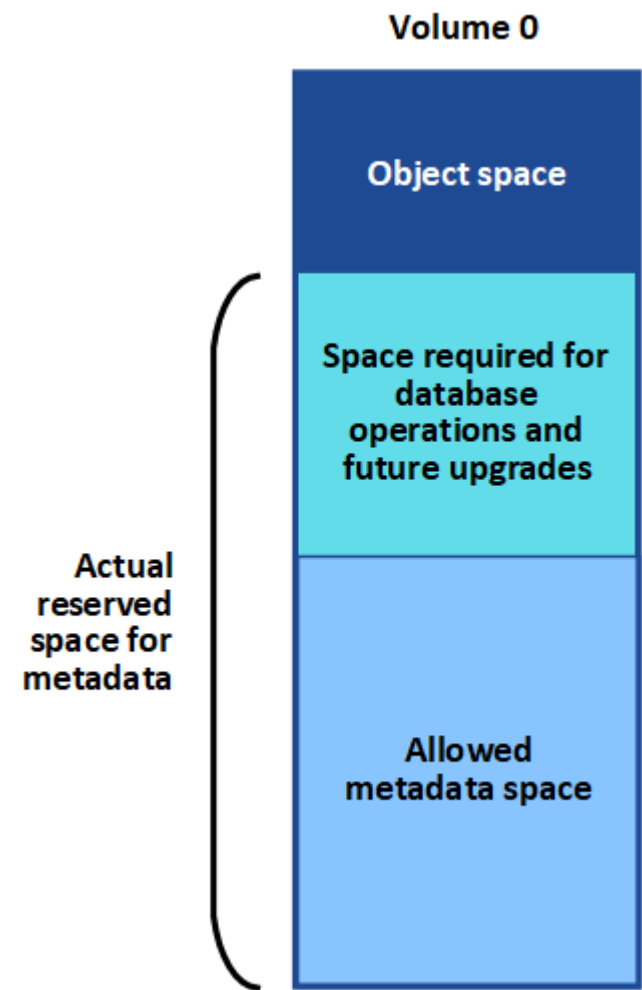 Volume 0
Object space
Space required for
database
operations and
future upgrades
Actual
reserved
space for
metadata
Allowed
metadata space